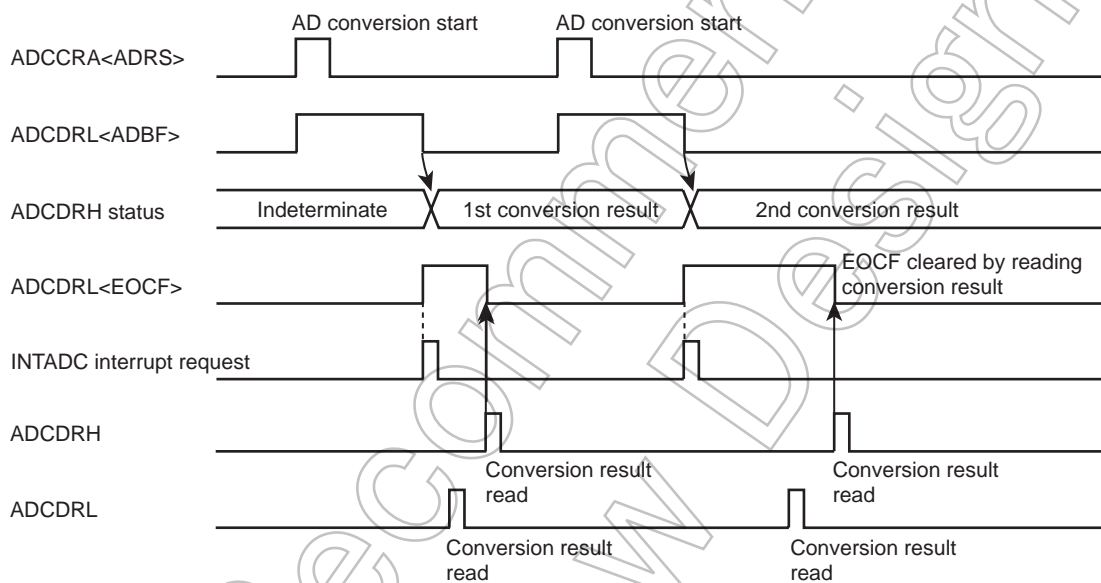 AD conversion start
AD conversion start
ADCCRA<ADRS>
ADCDRL<ADBF>
ADCDRH status
Indeterminate
1st conversion result
2nd conversion result
ADCDRL<EOCF>
EOCF cleared by reading
conversion result
INTADC interrupt request
ADCDRH
Conversion result
read
Conversion result
read
ADCDRL
Conversion result
read
Conversion result
read